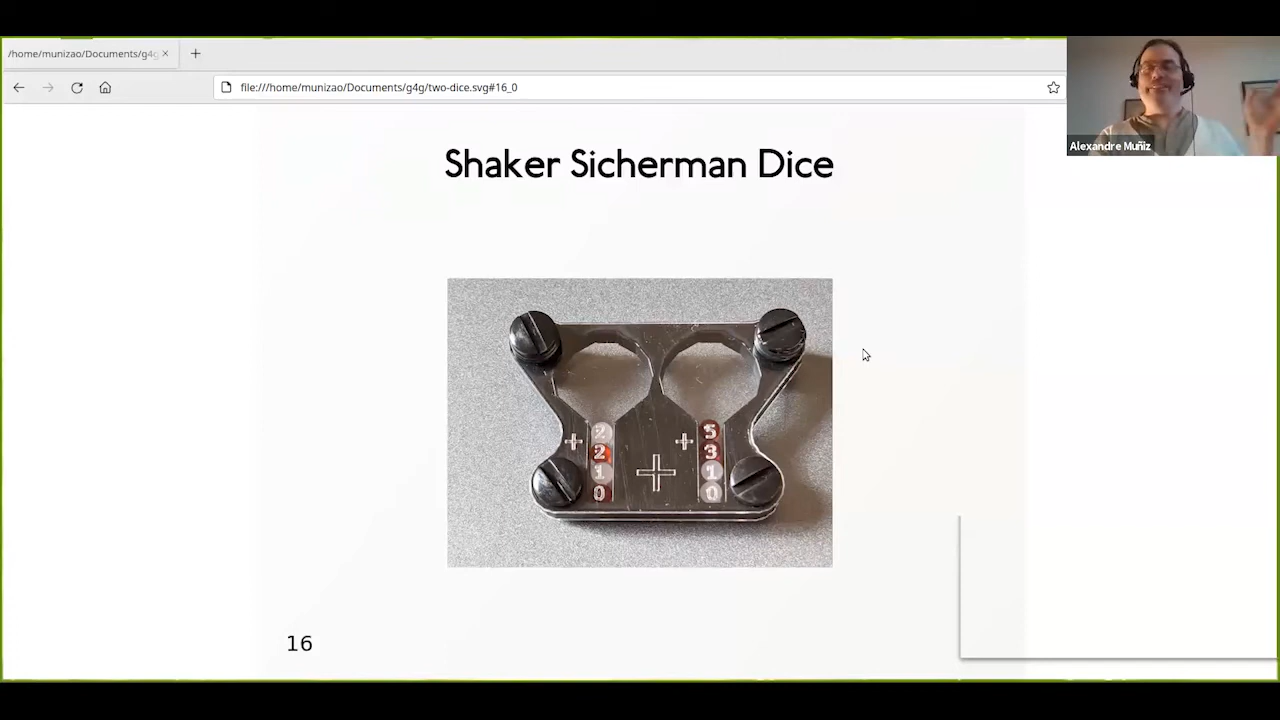 /home/munizao/Documents/g4g
file:///home/munizao/Documents/g4g/two-dice.svg#16_0
Alexandre Muñiz
Shaker Sicherman Dice
2 5
+ 2 + 3
1 + 1
0 0
16